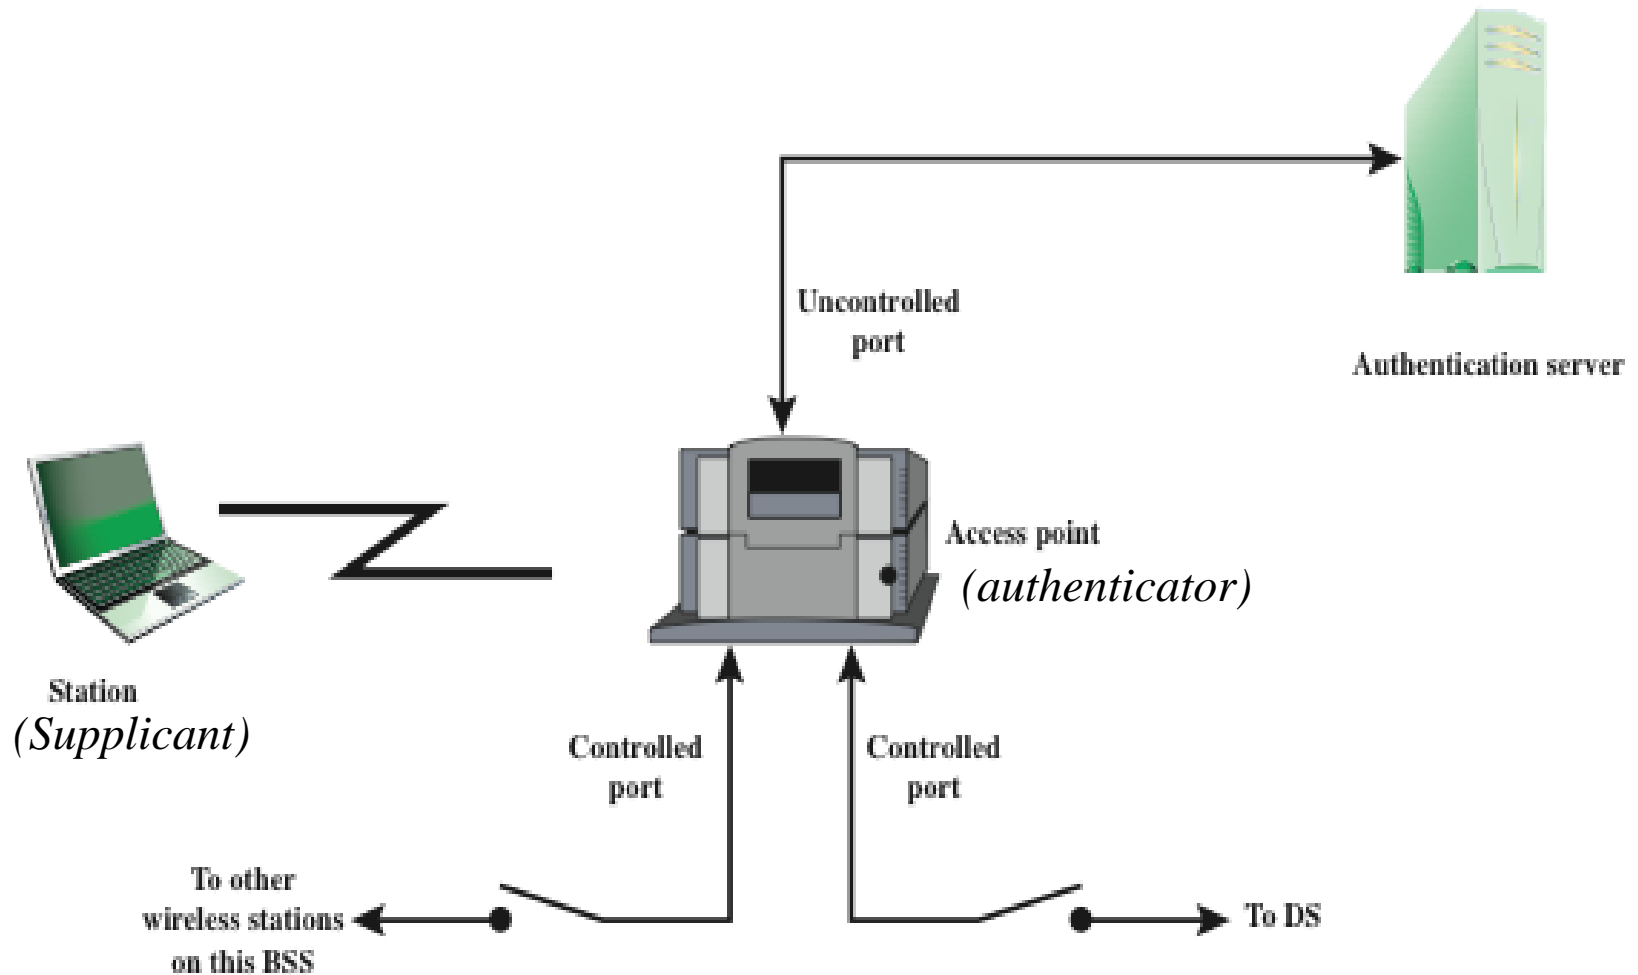 Uncontrolled
port
Authentication server
Access point
(authenticator)
Station
(Supplicant)
Controlled
port
Controlled
port
To other
wireless stations
on this BSS
To DS